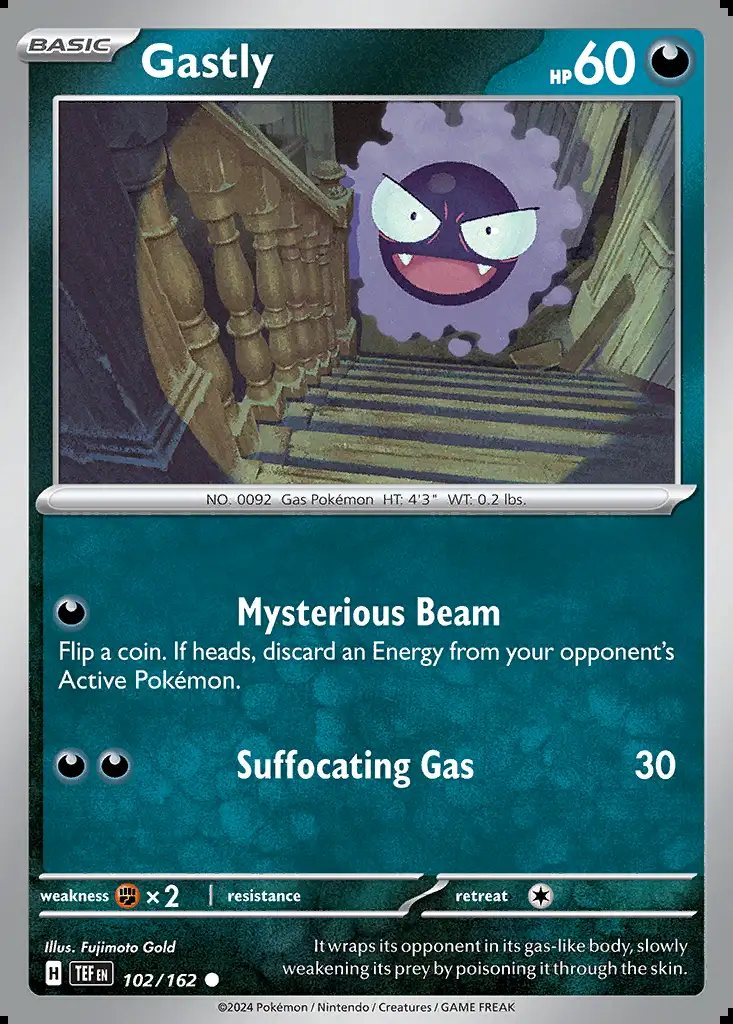 BASIC
Gastly
HP60
NO. 0092 Gas Pokémon HT: 4'3" WT: 0.2 lbs.
Mysterious Beam
Flip a coin. If heads, discard an Energy from your opponent's
Active Pokémon.
Suffocating Gas 30
weakness ×2 resistance retreat
Illus. Fujimoto Gold
It wraps its opponent in its gas-like body, slowly
weakening its prey by poisoning it through the skin.
H TEF EN 102/162
©2024 Pokémon / Nintendo / Creatures / GAME FREAK